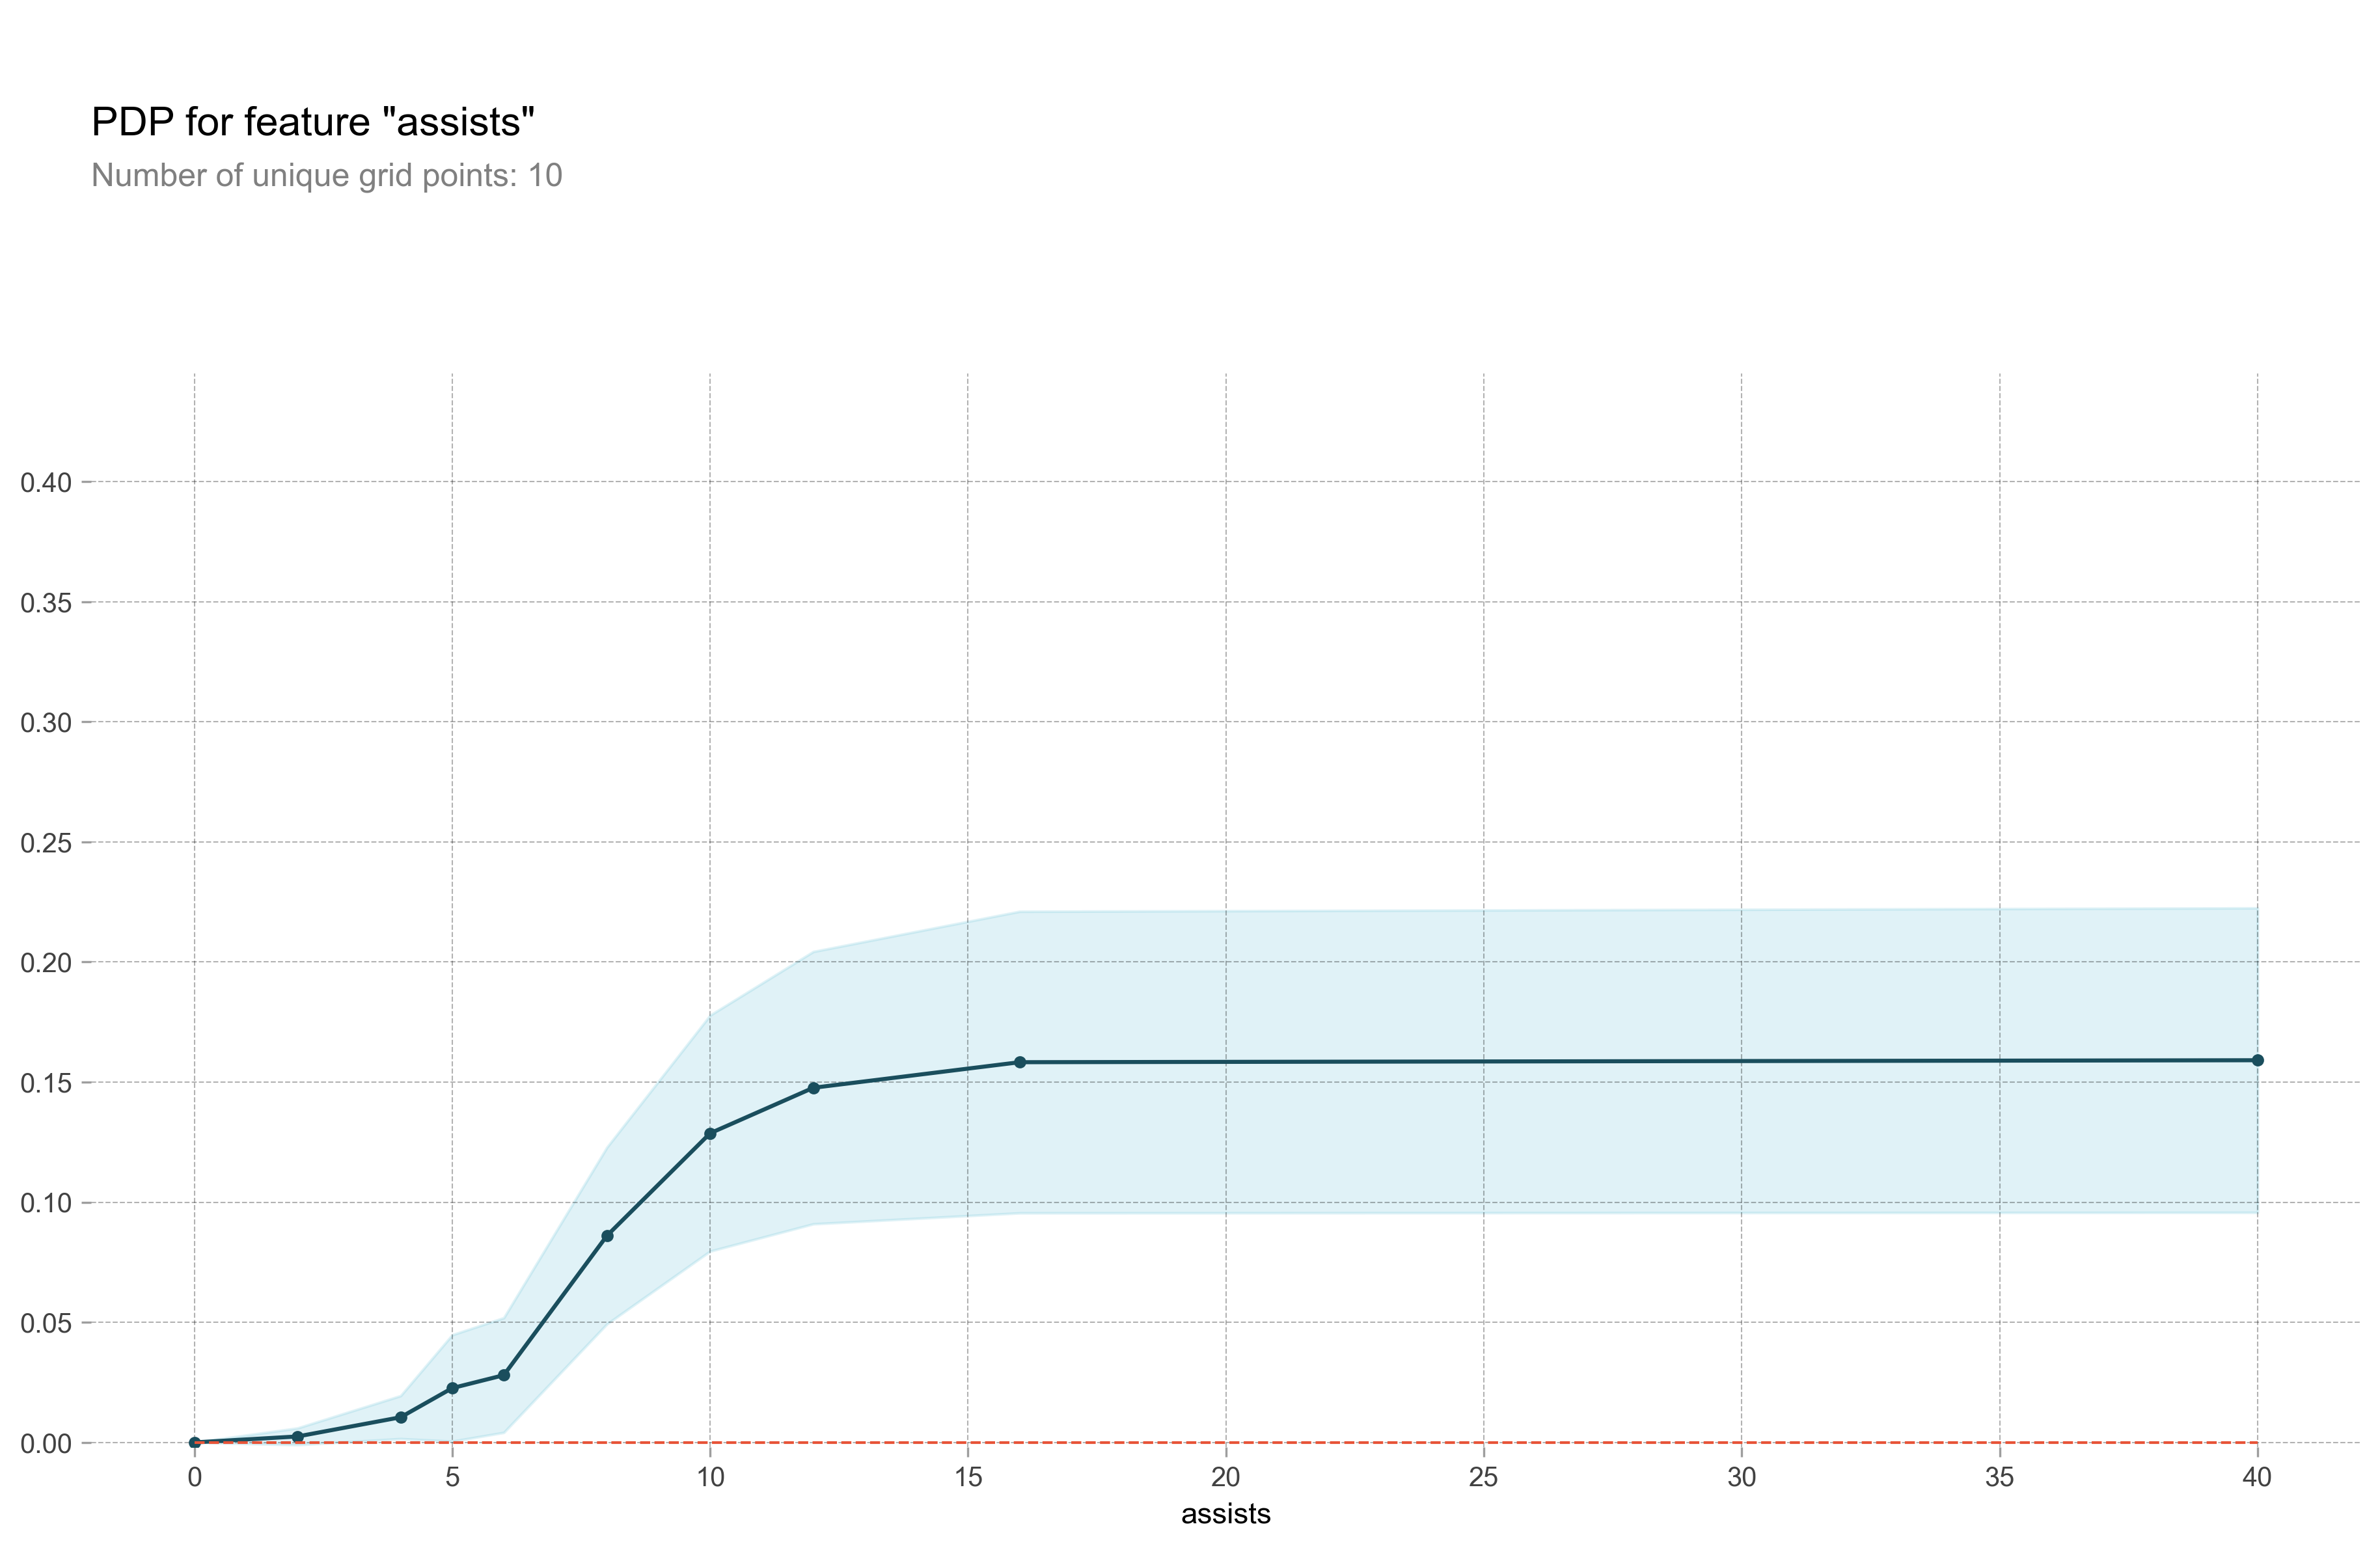 PDP for feature "assists"
Number of unique grid points: 10
0.40
0.35
0.30
0.25
0.20
0.15
0.10
0.05
0.00
0 5 10 15 20 25 30 35 40
assists